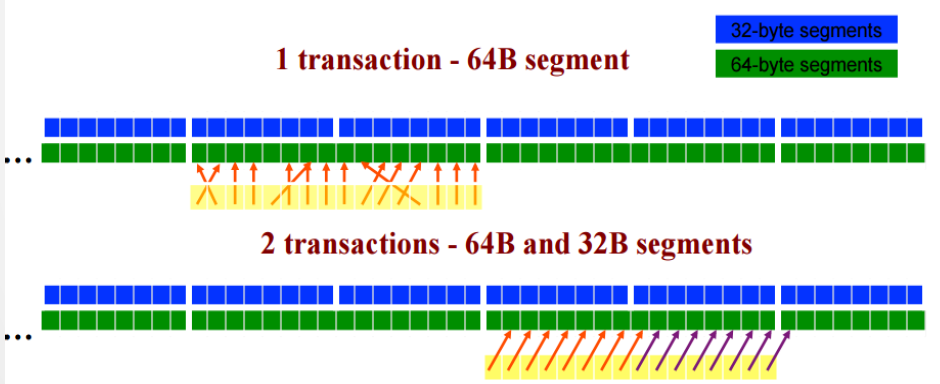 32-byte segments
1 transaction - 64B segment
64-byte segments
...
2 transactions - 64B and 32B segments
...